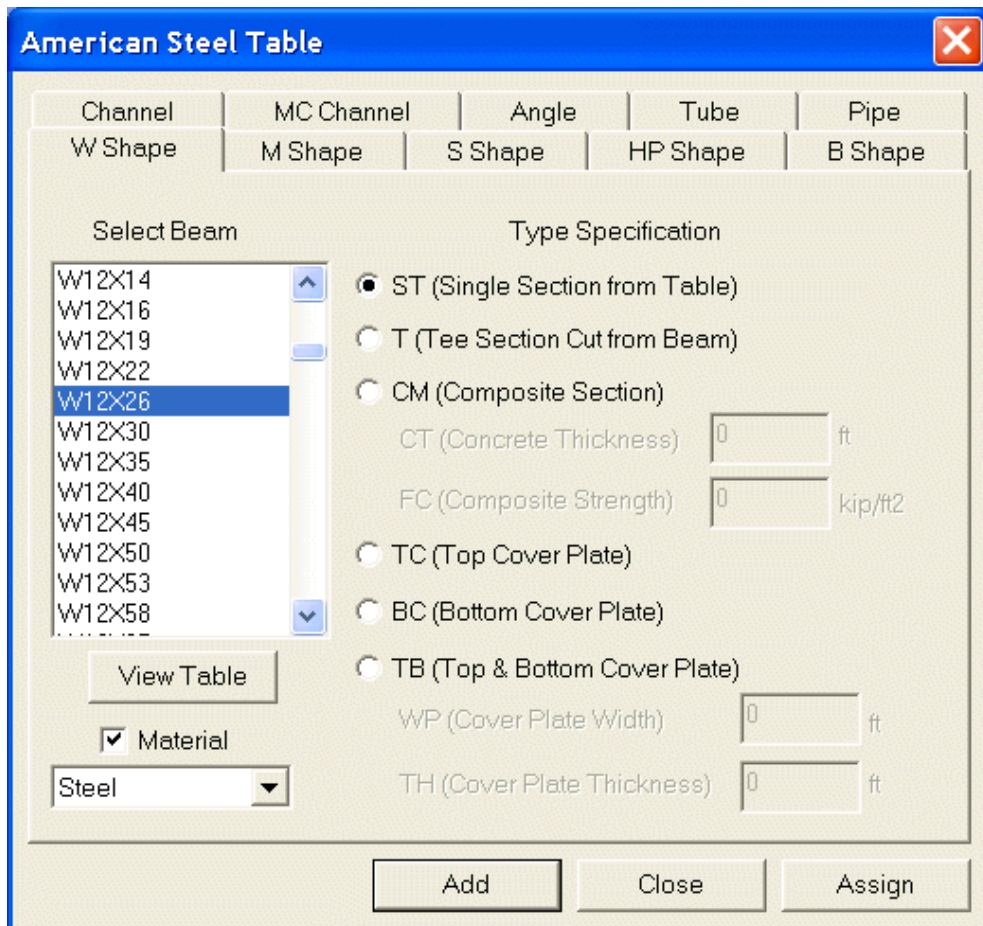 American Steel Table
Channel MC Channel Angle Tube Pipe
W Shape M Shape S Shape HP Shape B Shape
Select Beam Type Specification
W12X14
W12X16
W12X19
W12X22
W12X26
W12X30
W12X35
W12X40
W12X45
W12X50
W12X53
W12X58
View Table
Material
Steel
ST (Single Section from Table)
T (Tee Section Cut from Beam)
CM (Composite Section)
CT (Concrete Thickness) 0 ft
FC (Composite Strength) 0 kip/ft2
TC (Top Cover Plate)
BC (Bottom Cover Plate)
TB (Top & Bottom Cover Plate)
WP (Cover Plate Width) 0 ft
TH (Cover Plate Thickness) 0 ft
Add Close Assign